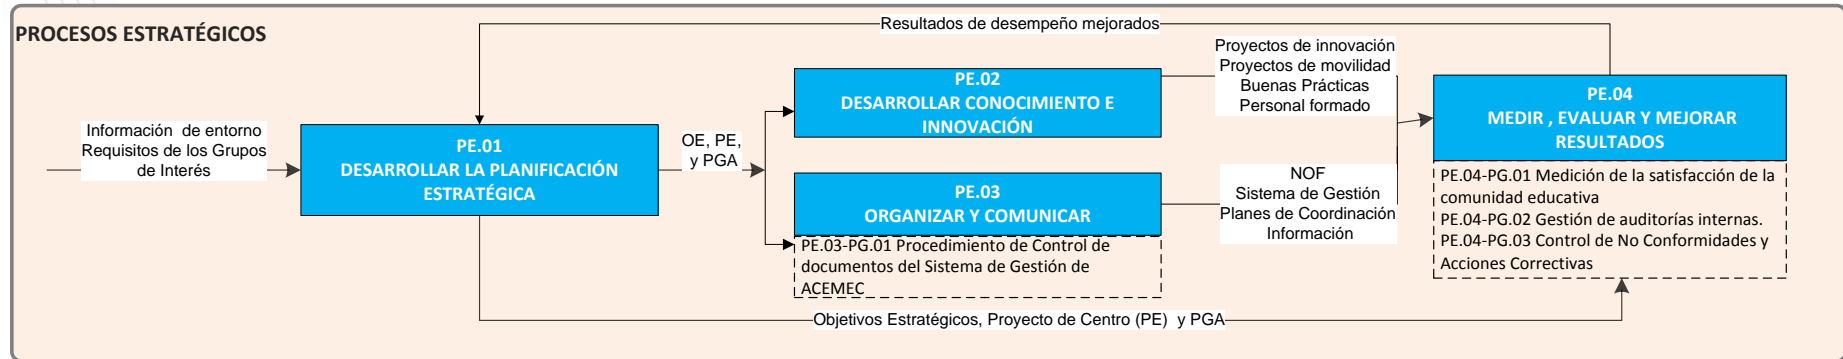 PROCESOS ESTRATÉGICOS
Resultados de desempeño mejorados
Información de entorno
Requisitos de los Grupos
de Interés
PE.01
DESARROLLAR LA PLANIFICACIÓN
ESTRATÉGICA
OE, PE,
y PGA
PE.02
DESARROLLAR CONOCIMIENTO E
INNOVACIÓN
PE.03
ORGANIZAR Y COMUNICAR
PE.03-PG.01 Procedimiento de Control de
documentos del Sistema de Gestión de
ACEMEC
Proyectos de innovación
Proyectos de movilidad
Buenas Prácticas
Personal formado
NOF
Sistema de Gestión
Planes de Coordinación
Información
PE.04
MEDIR , EVALUAR Y MEJORAR
RESULTADOS
PE.04-PG.01 Medición de la satisfacción de la
comunidad educativa
PE.04-PG.02 Gestión de auditorías internas.
PE.04-PG.03 Control de No Conformidades y
Acciones Correctivas
Objetivos Estratégicos, Proyecto de Centro (PE) y PGA